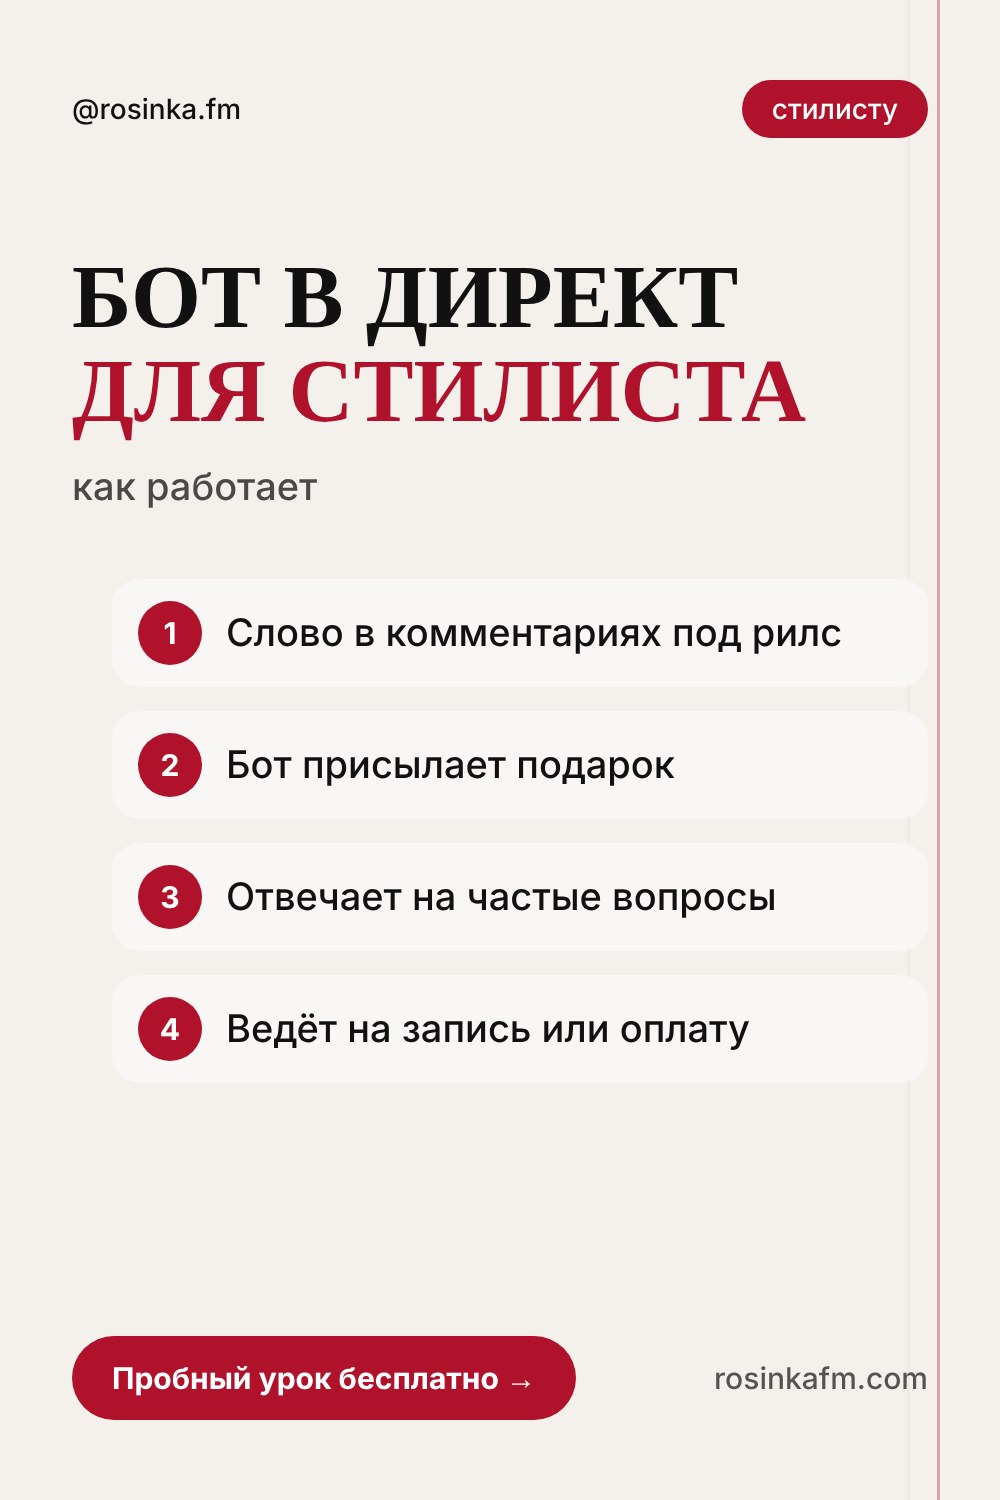 @rosinka.fm
стилисту
БОТ В ДИРЕКТ
ДЛЯ СТИЛИСТА
как работает
1 Слово в комментариях под рилс
2 Бот присылает подарок
3 Отвечает на частые вопросы
4 Ведёт на запись или оплату
Пробный урок бесплатно →
rosinkafm.com